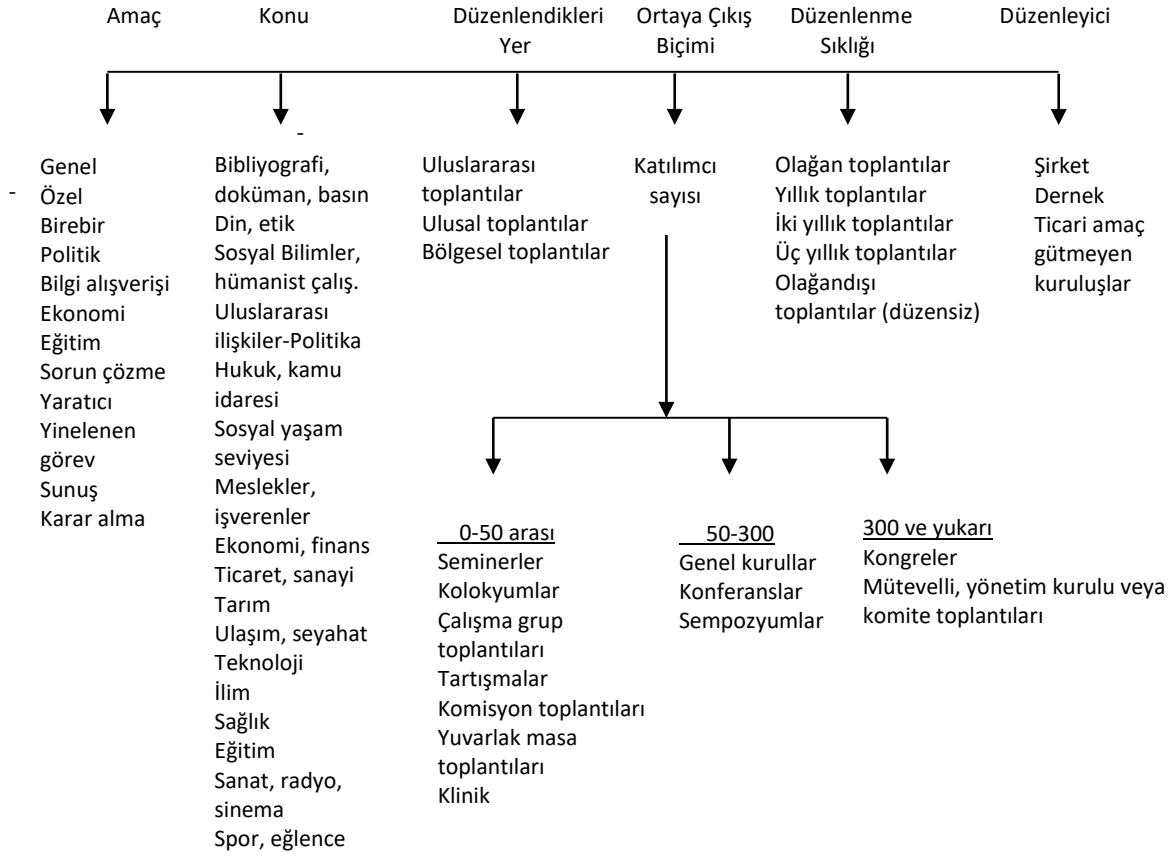 Amaç
Konu
Düzenlendikleri
Yer
Ortaya Çıkış
Biçimi
Düzenlenme
Sıklığı
Düzenleyici
-
-
Genel
Özel
Birebir
Politik
Bilgi alışverişi
Ekonomi
Eğitim
Sorun çözme
Yaratıcı
Yinelenen
görev
Sunuş
Karar alma
Bibliyografi,
doküman, basın
Din, etik
Sosyal Bilimler,
hümanist çalış.
Uluslararası
ilişkiler-Politika
Hukuk, kamu
idaresi
Sosyal yaşam
seviyesi
Meslekler,
işverenler
Ekonomi, finans
Ticaret, sanayi
Tarım
Ulaşım, seyahat
Teknoloji
İlim
Sağlık
Eğitim
Sanat, radyo,
sinema
Spor, eğlence
Uluslararası
toplantılar
Ulusal toplantılar
Bölgesel toplantılar
Katılımcı
sayısı
Olağan toplantılar
Yıllık toplantılar
İki yıllık toplantılar
Üç yıllık toplantılar
Olağandışı
toplantılar (düzensiz)
Şirket
Dernek
Ticari amaç
gütmeyen
kuruluşlar
0-50 arası
Seminerler
Kolokyumlar
Çalışma grup
toplantıları
Tartışmalar
Komisyon toplantıları
Yuvarlak masa
toplantıları
Klinik
50-300
Genel kurullar
Konferanslar
Sempozyumlar
300 ve yukarı
Kongreler
Mütevelli, yönetim kurulu veya
komite toplantıları